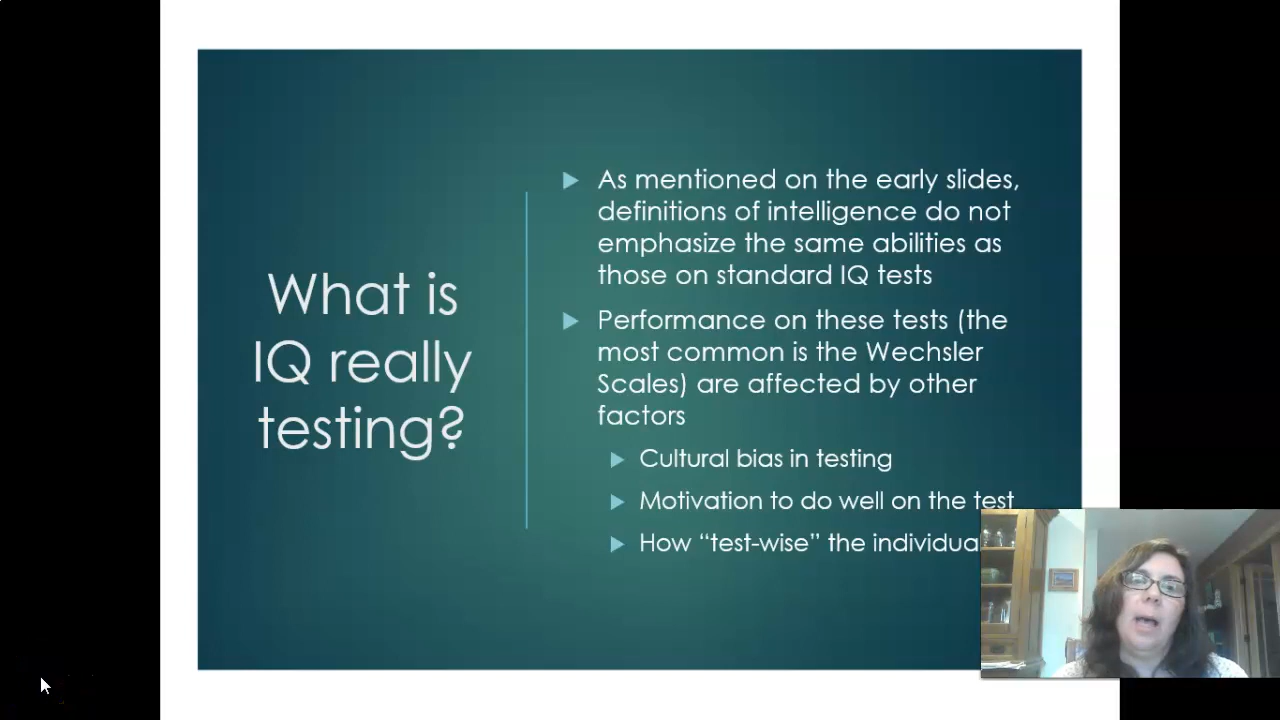 What is
IQ really
testing?
As mentioned on the early slides,
definitions of intelligence do not
emphasize the same abilities as
those on standard IQ tests
Performance on these tests (the
most common is the Wechsler
Scales) are affected by other
factors
Cultural bias in testing
Motivation to do well on the test
How “test-wise” the